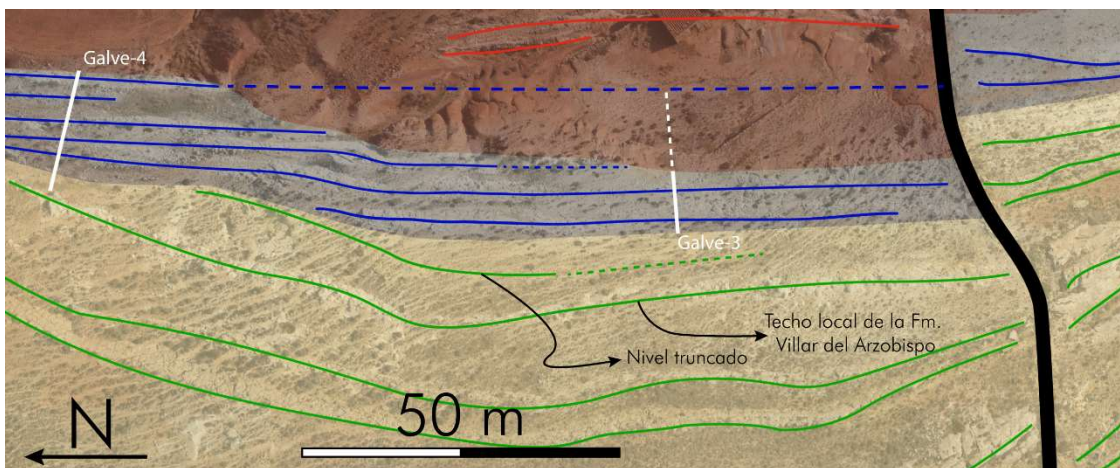 Galve-4
Galve-3
Techo local de la Fm.
Villar del Arzobispo
Nivel truncado
50 m
N